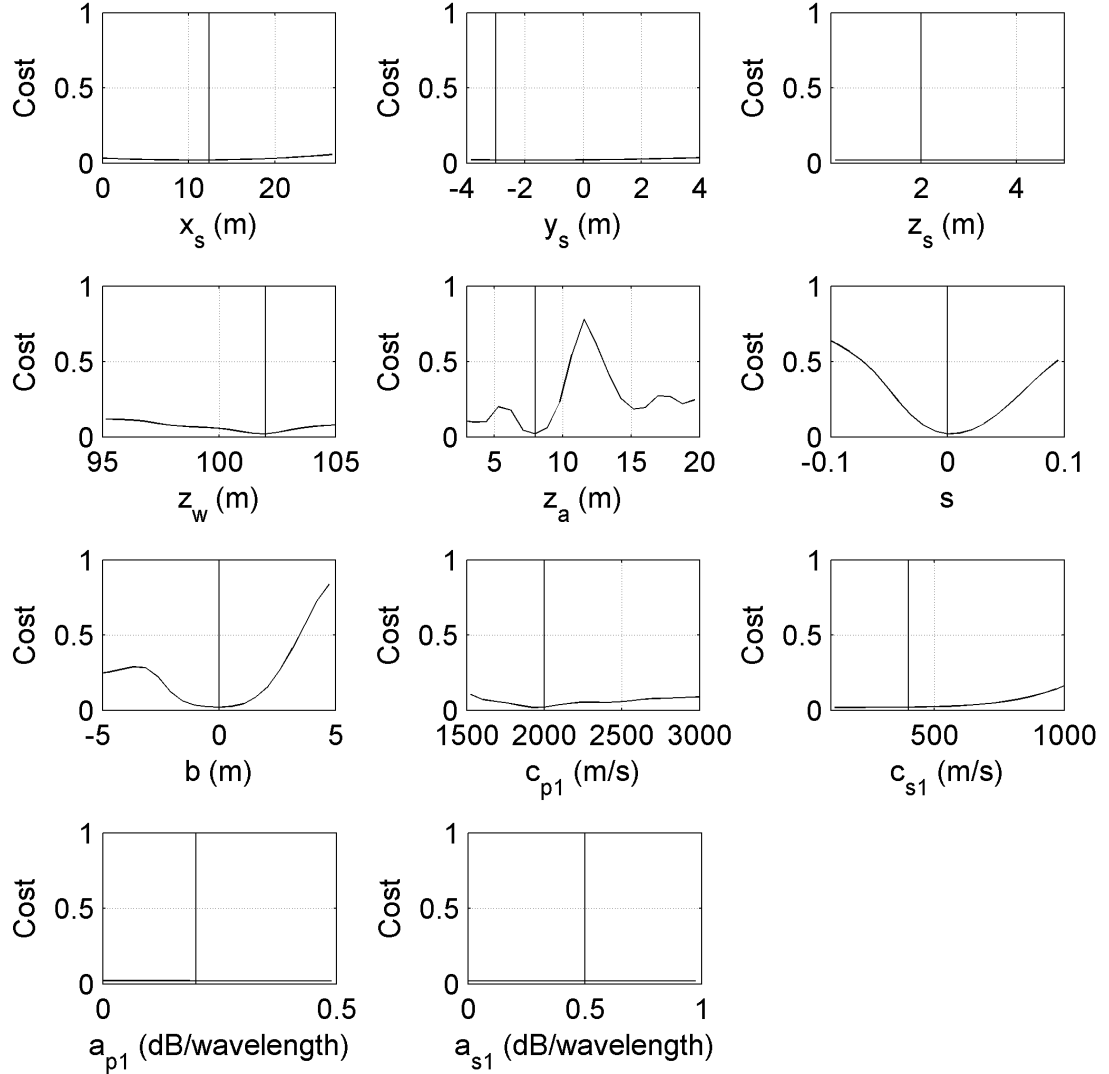 1
0.5
0
Cost
0 10 20
x_s (m)
1
0.5
0
Cost
-4 -2 0 2 4
y_s (m)
1
0.5
0
Cost
2 4
z_s (m)
1
0.5
0
Cost
95 100 105
z_w (m)
1
0.5
0
Cost
5 10 15 20
z_a (m)
1
0.5
0
Cost
-0.1 0 0.1
s
1
0.5
0
Cost
-5 0 5
b (m)
1
0.5
0
Cost
1500 2000 2500 3000
c_p1 (m/s)
1
0.5
0
Cost
500 1000
c_s1 (m/s)
1
0.5
0
Cost
0 0.5
a_p1 (dB/wavelength)
1
0.5
0
Cost
0 0.5 1
a_s1 (dB/wavelength)